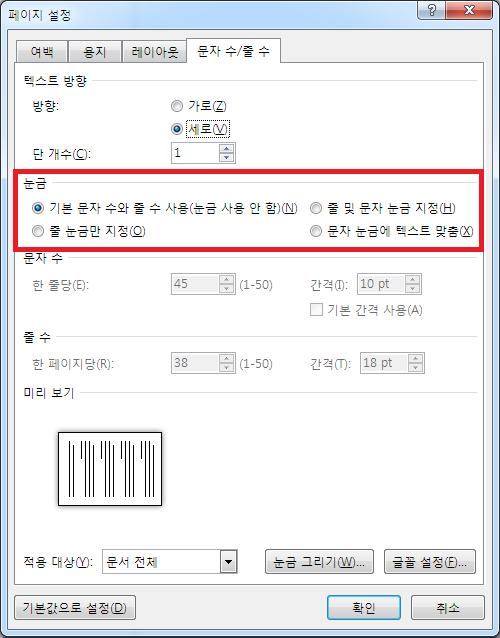 페이지 설정
여백 용지 레이아웃 문자 수/줄 수
텍스트 방향
방향: 가로(Z)
세로(V)
단 개수(C): 1
눈금
기본 문자 수와 줄 수 사용(눈금 사용 안 함)(N) 줄 및 문자 눈금 지정(H)
줄 눈금만 지정(O) 문자 눈금에 텍스트 맞춤(X)
문자 수
한 줄당(E): 45 (1-50) 간격(I): 10 pt
기본 간격 사용(A)
줄 수
한 페이지당(R): 38 (1-50) 간격(T): 18 pt
미리 보기
적용 대상(Y): 문서 전체 눈금 그리기(W)... 글꼴 설정(F)...
기본값으로 설정(D) 확인 취소